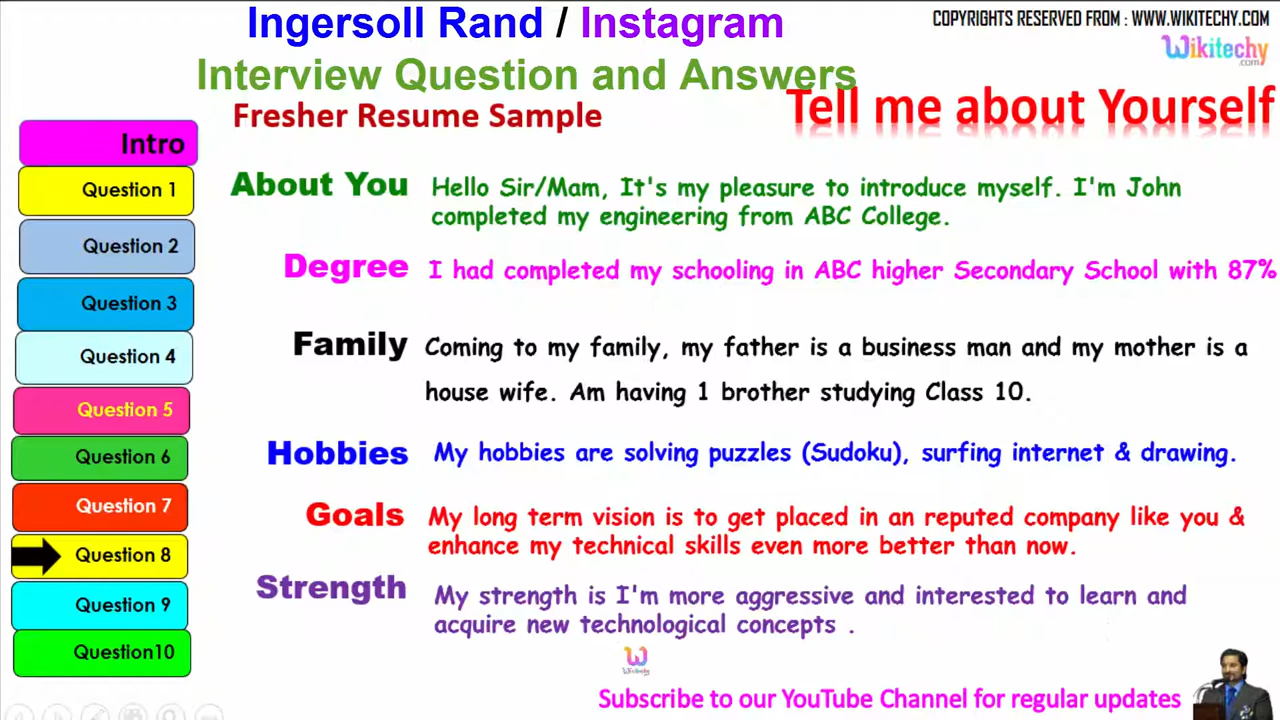 Ingersoll Rand / Instagram
COPYRIGHTS RESERVED FROM : WWW.WIKITECHY.COM
Wikitechy
.com
Interview Question and Answers
Fresher Resume Sample
Tell me about Yourself
Intro
Question 1
Question 2
Question 3
Question 4
Question 5
Question 6
Question 7
Question 8
Question 9
Question10
About You
Hello Sir/Mam, It's my pleasure to introduce myself. I'm John
completed my engineering from ABC College.
Degree
I had completed my schooling in ABC higher Secondary School with 87%
Family
Coming to my family, my father is a business man and my mother is a
house wife. Am having 1 brother studying Class 10.
Hobbies
My hobbies are solving puzzles (Sudoku), surfing internet & drawing.
Goals
My long term vision is to get placed in an reputed company like you &
enhance my technical skills even more better than now.
Strength
My strength is I'm more aggressive and interested to learn and
acquire new technological concepts .
W
Wikitechy
Subscribe to our YouTube Channel for regular updates